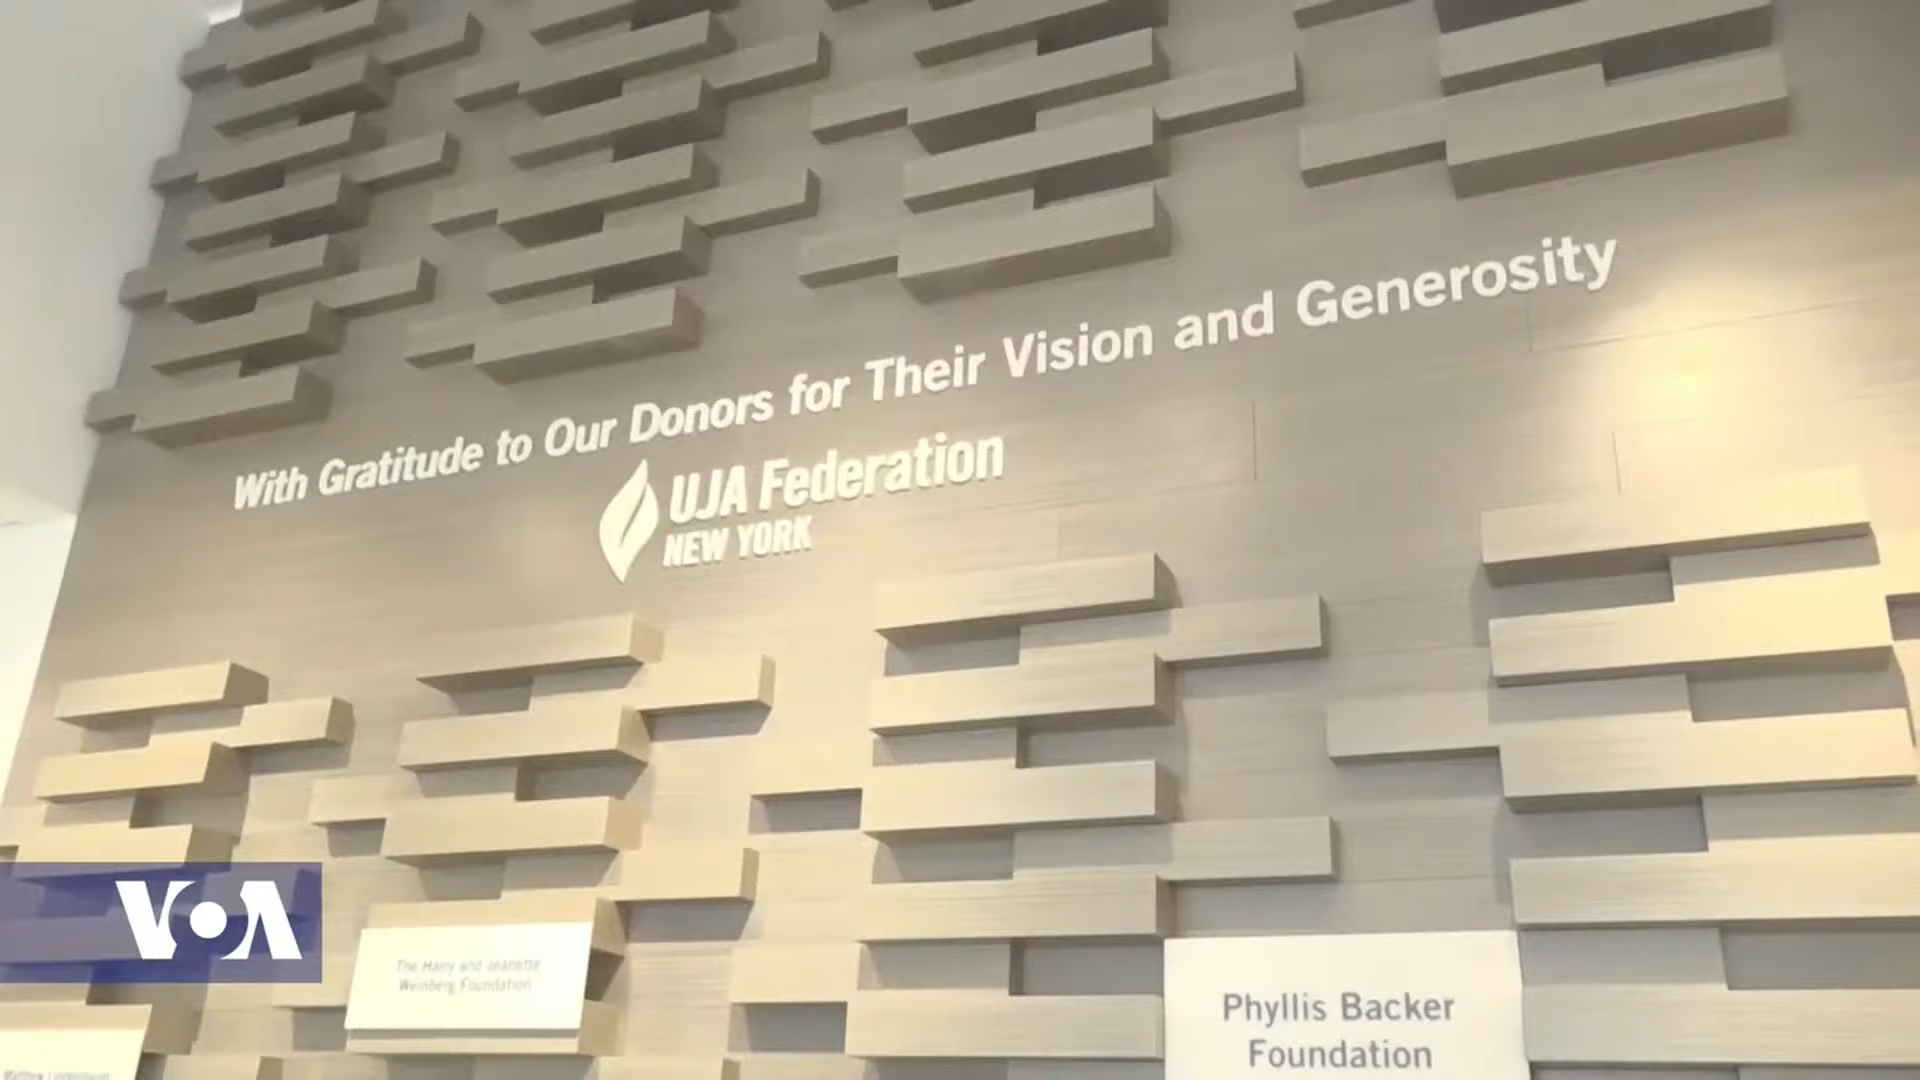 With Gratitude to Our Donors for Their Vision and Generosity
UJA Federation
NEW YORK
VOA
The Harry and Jeanette
Weinberg Foundation
Phyllis Backer
Foundation